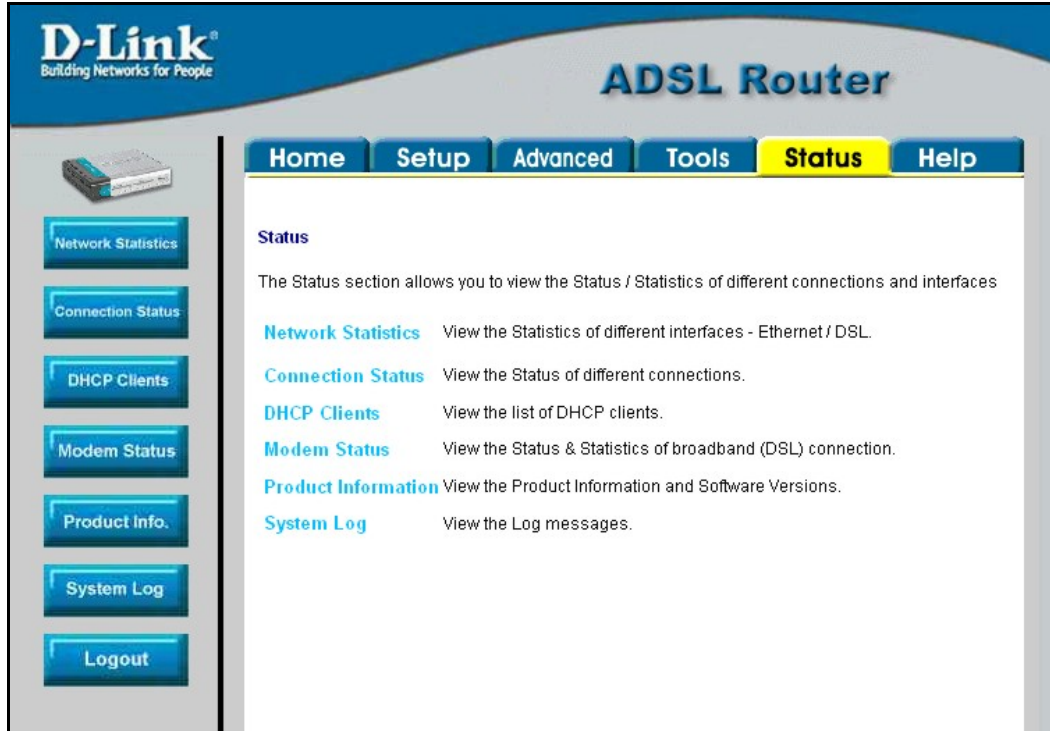 D-Link®
Building Networks for People
ADSL Router
Home Setup Advanced Tools Status Help
Network Statistics
Connection Status
DHCP Clients
Modem Status
Product Info.
System Log
Logout
Status
The Status section allows you to view the Status / Statistics of different connections and interfaces
Network Statistics View the Statistics of different interfaces - Ethernet / DSL.
Connection Status View the Status of different connections.
DHCP Clients View the list of DHCP clients.
Modem Status View the Status & Statistics of broadband (DSL) connection.
Product Information View the Product Information and Software Versions.
System Log View the Log messages.